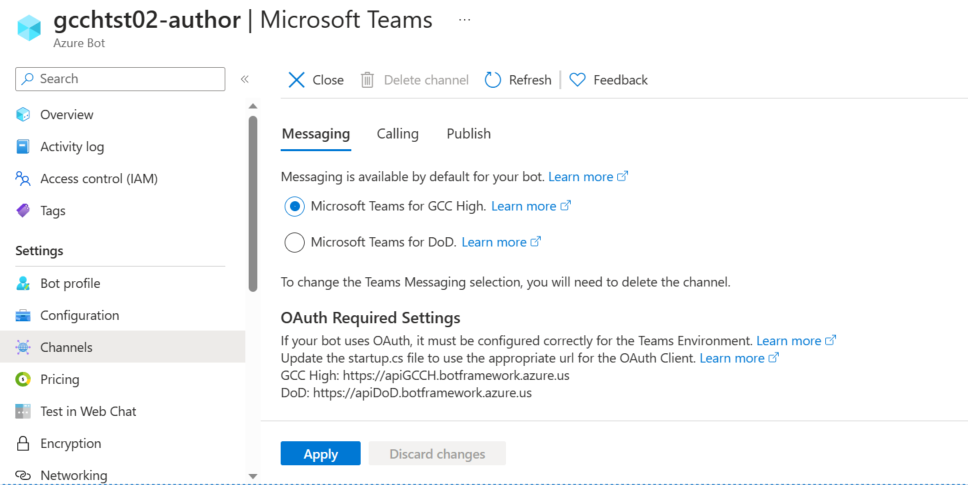 gcchtst02-author | Microsoft Teams ...
Azure Bot
Search
«
Overview
Activity log
Access control (IAM)
Tags
Settings
Bot profile
Configuration
Channels
Pricing
Test in Web Chat
Encryption
Networking
Close Delete channel Refresh Feedback
Messaging Calling Publish
Messaging is available by default for your bot. Learn more
Microsoft Teams for GCC High. Learn more
Microsoft Teams for DoD. Learn more
To change the Teams Messaging selection, you will need to delete the channel.
OAuth Required Settings
If your bot uses OAuth, it must be configured correctly for the Teams Environment. Learn more
Update the startup.cs file to use the appropriate url for the OAuth Client. Learn more
GCC High: https://apiGCCH.botframework.azure.us
DoD: https://apiDoD.botframework.azure.us
Apply Discard changes